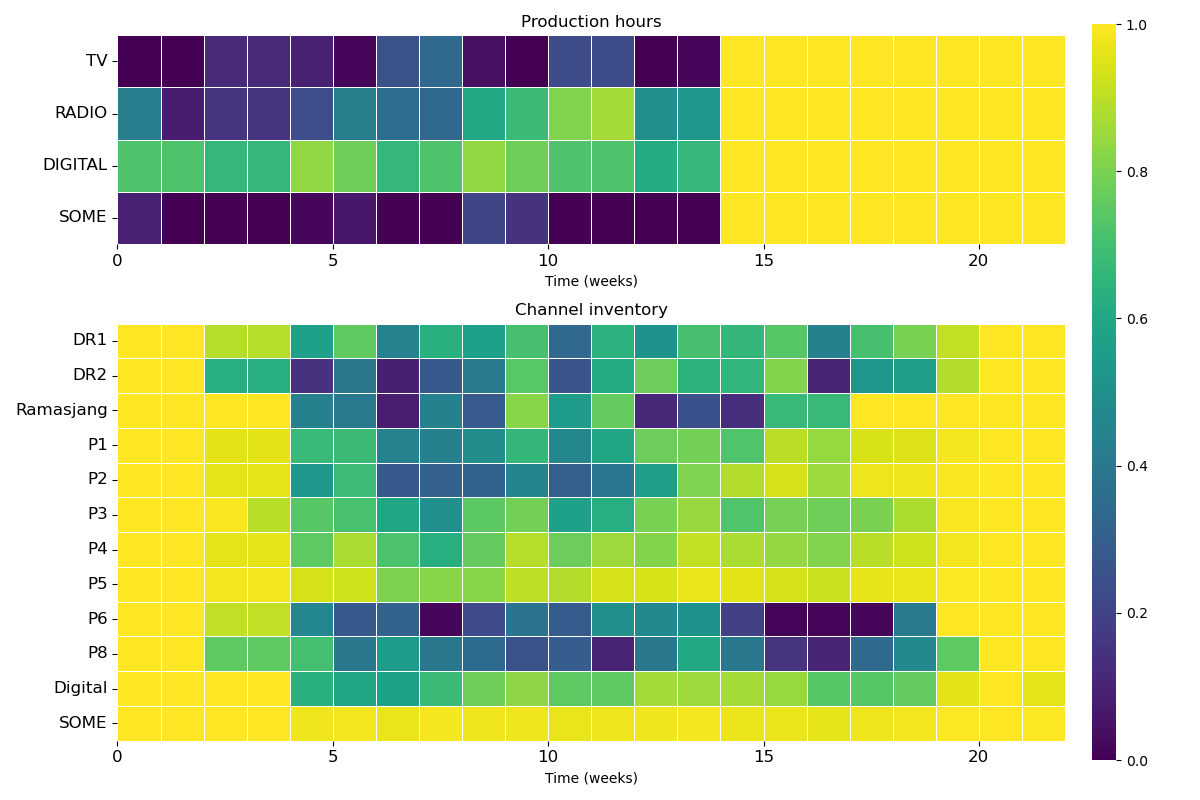 Production hours
TV
RADIO
DIGITAL
SOME
0 5 10 15 20
Time (weeks)
Channel inventory
DR1
DR2
Ramasjang
P1
P2
P3
P4
P5
P6
P8
Digital
SOME
0 5 10 15 20
Time (weeks)
1.0
0.8
0.6
0.4
0.2
0.0